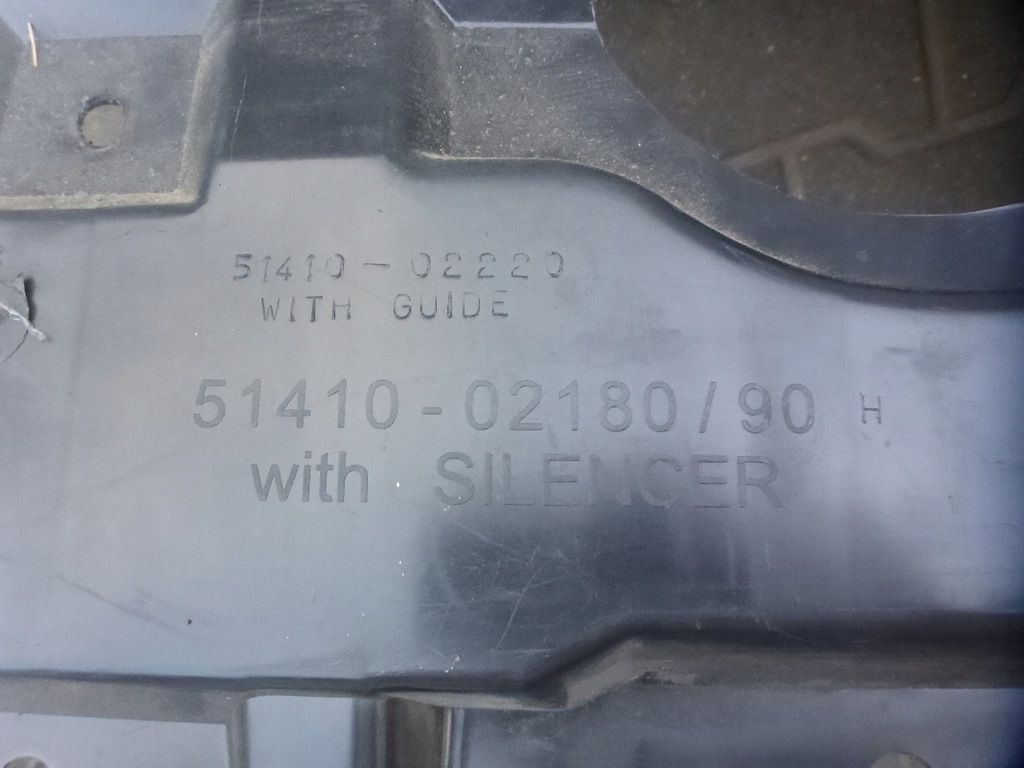 51410-02220
WITH GUIDE
51410-02180/90 H
with SILENCER